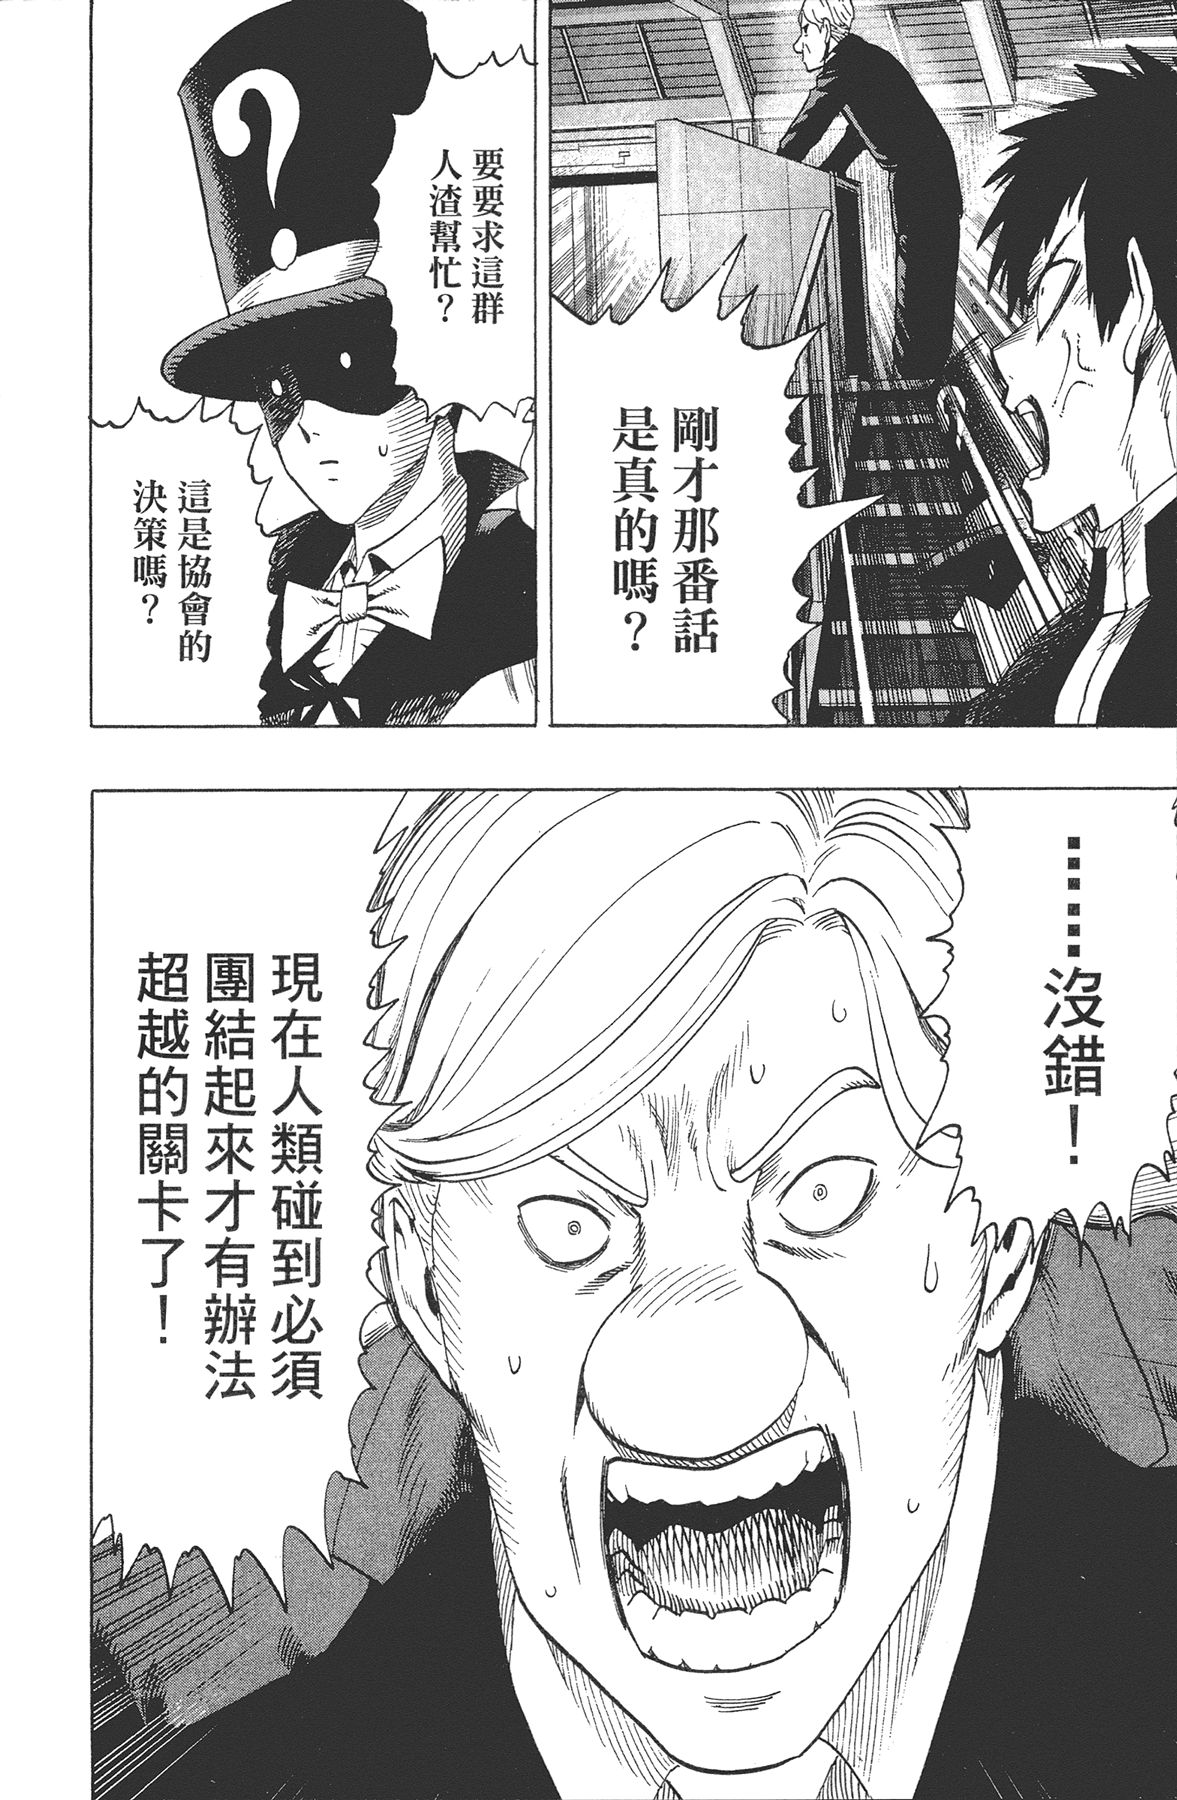 剛才那番話
是真的嗎?
要要求這群
人渣幫忙?
這是協會的
決策嗎?
……沒錯!
現在人類碰到必須
團結起來才有辦法
超越的關卡了!
?